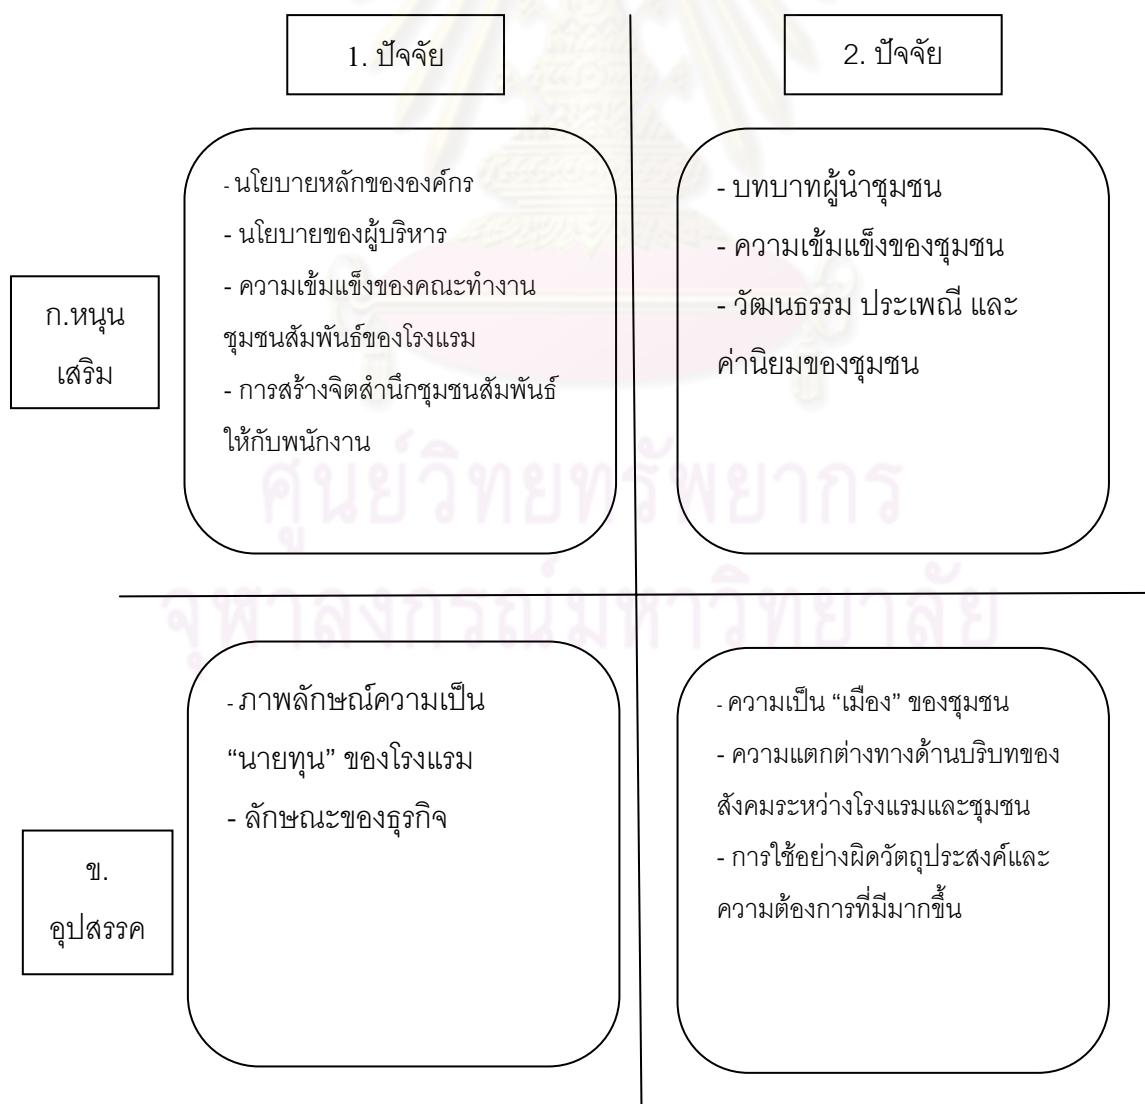 1. ปัจจัย
2. ปัจจัย
ก.หนุน
เสริม
- นโยบายหลักขององค์กร
- นโยบายของผู้บริหาร
- ความเข้มแข็งของคณะทำงาน
ชุมชนสัมพันธ์ของโรงแรม
- การสร้างจิตสำนึกชุมชนสัมพันธ์
ให้กับพนักงาน
- บทบาทผู้นำชุมชน
- ความเข้มแข็งของชุมชน
- วัฒนธรรม ประเพณี และ
ค่านิยมของชุมชน
ศูนย์วิทยทรัพยากร
จุฬาลงกรณ์มหาวิทยาลัย
ข.
อุปสรรค
- ภาพลักษณ์ความเป็น
“นายทุน” ของโรงแรม
- ลักษณะของธุรกิจ
- ความเป็น “เมือง” ของชุมชน
- ความแตกต่างทางด้านบริบทของ
สังคมระหว่างโรงแรมและชุมชน
- การใช้อย่างผิดวัตถุประสงค์และ
ความต้องการที่มีมากขึ้น